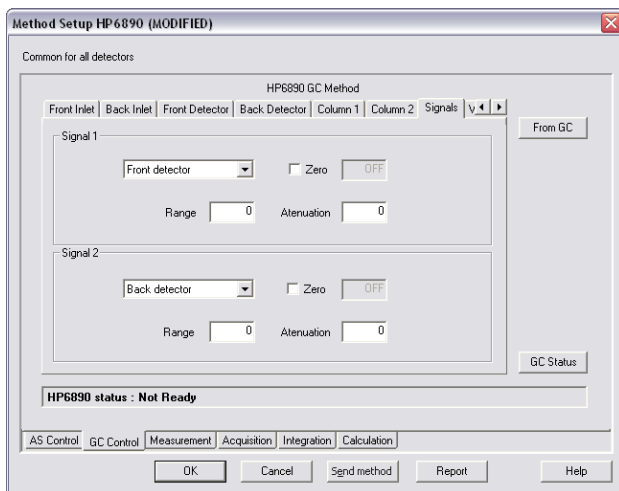 Method Setup HP6890 (MODIFIED)
Common for all detectors
HP6890 GC Method
Front Inlet Back Inlet Front Detector Back Detector Column 1 Column 2 Signals V
From GC
Signal 1
Front detector Zero OFF
Range 0 Atenuation 0
Signal 2
Back detector Zero OFF
Range 0 Atenuation 0
GC Status
HP6890 status : Not Ready
AS Control GC Control Measurement Acquisition Integration Calculation
OK Cancel Send method Report Help